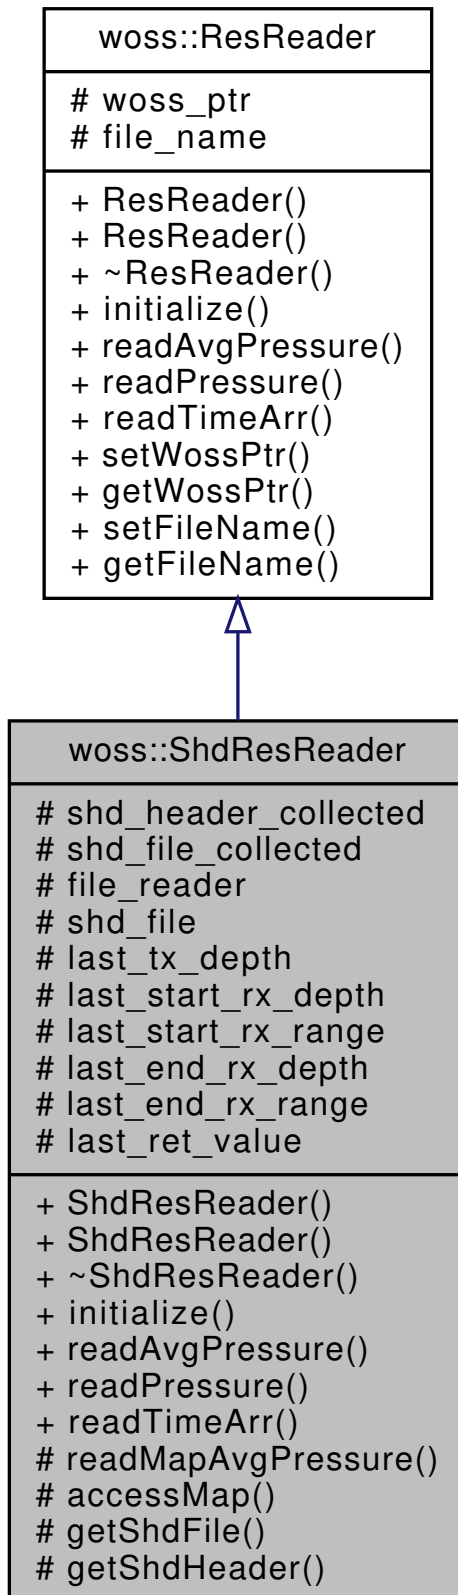 woss::ResReader
# woss_ptr
# file_name
+ ResReader()
+ ResReader()
+ ~ResReader()
+ initialize()
+ readAvgPressure()
+ readPressure()
+ readTimeArr()
+ setWossPtr()
+ getWossPtr()
+ setFileName()
+ getFileName()
woss::ShdResReader
# shd_header_collected
# shd_file_collected
# file_reader
# shd_file
# last_tx_depth
# last_start_rx_depth
# last_start_rx_range
# last_end_rx_depth
# last_end_rx_range
# last_ret_value
+ ShdResReader()
+ ShdResReader()
+ ~ShdResReader()
+ initialize()
+ readAvgPressure()
+ readPressure()
+ readTimeArr()
# readMapAvgPressure()
# accessMap()
# getShdFile()
# getShdHeader()